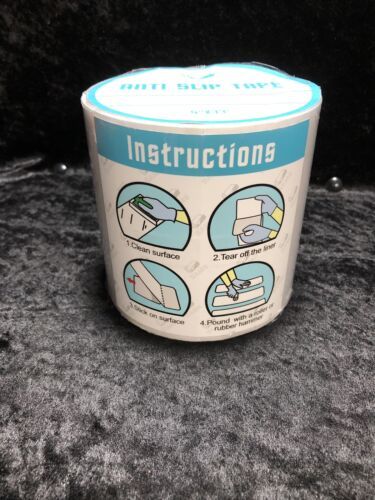 ANTI SLIP TAPE
Instructions
1.Clean surface
2.Tear off the liner
3.Stick on surface
4.Pound with a roller or
rubber hammer